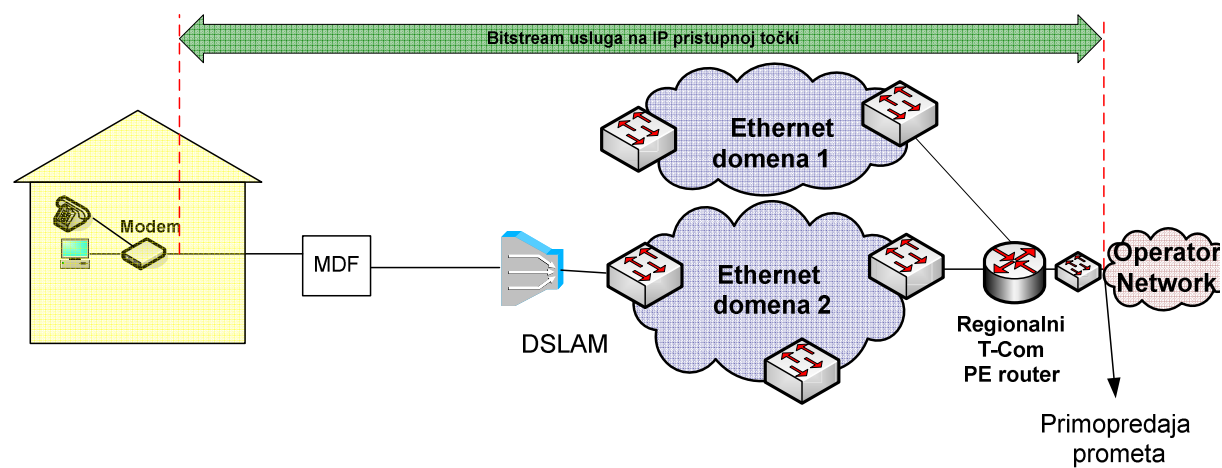 Bitstream usluga na IP pristupnoj točki
Ethernet
domena 1
Modem
MDF
DSLAM
Ethernet
domena 2
Regionalni
T-Com
PE router
Operator
Network
Primopredaja
prometa